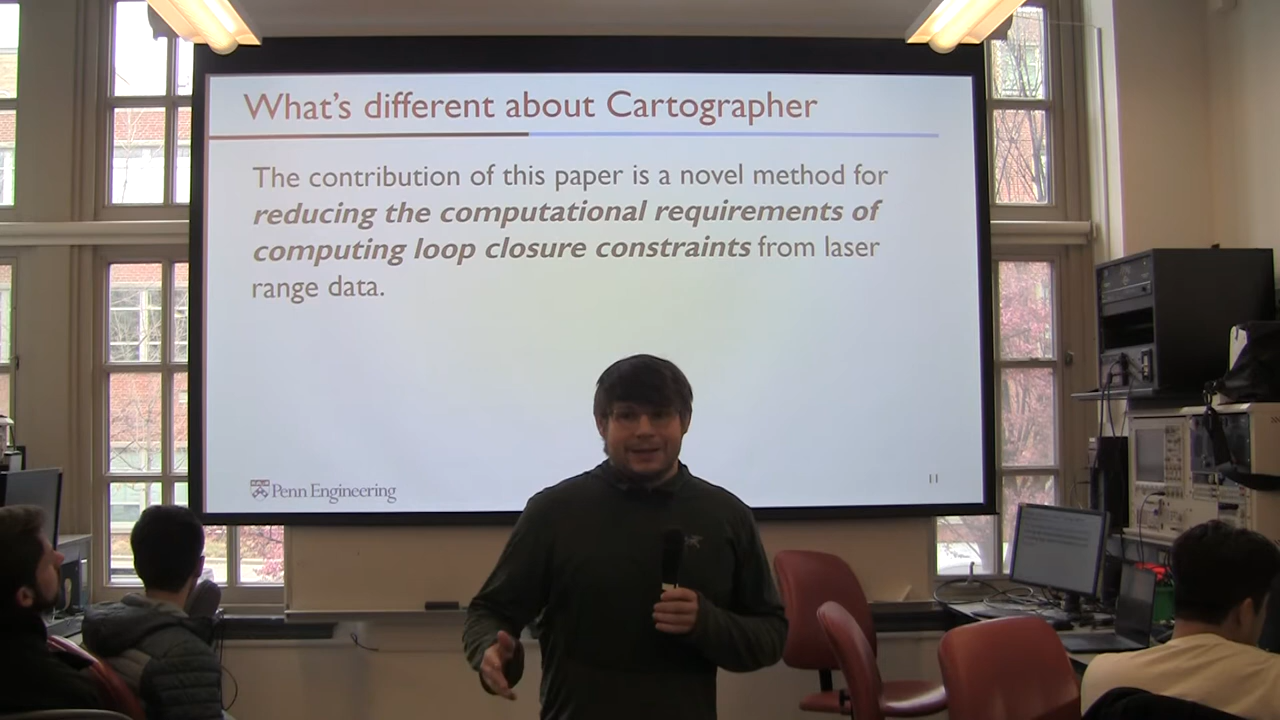 What's different about Cartographer
The contribution of this paper is a novel method for
reducing the computational requirements of
computing loop closure constraints from laser
range data.
Penn Engineering
11